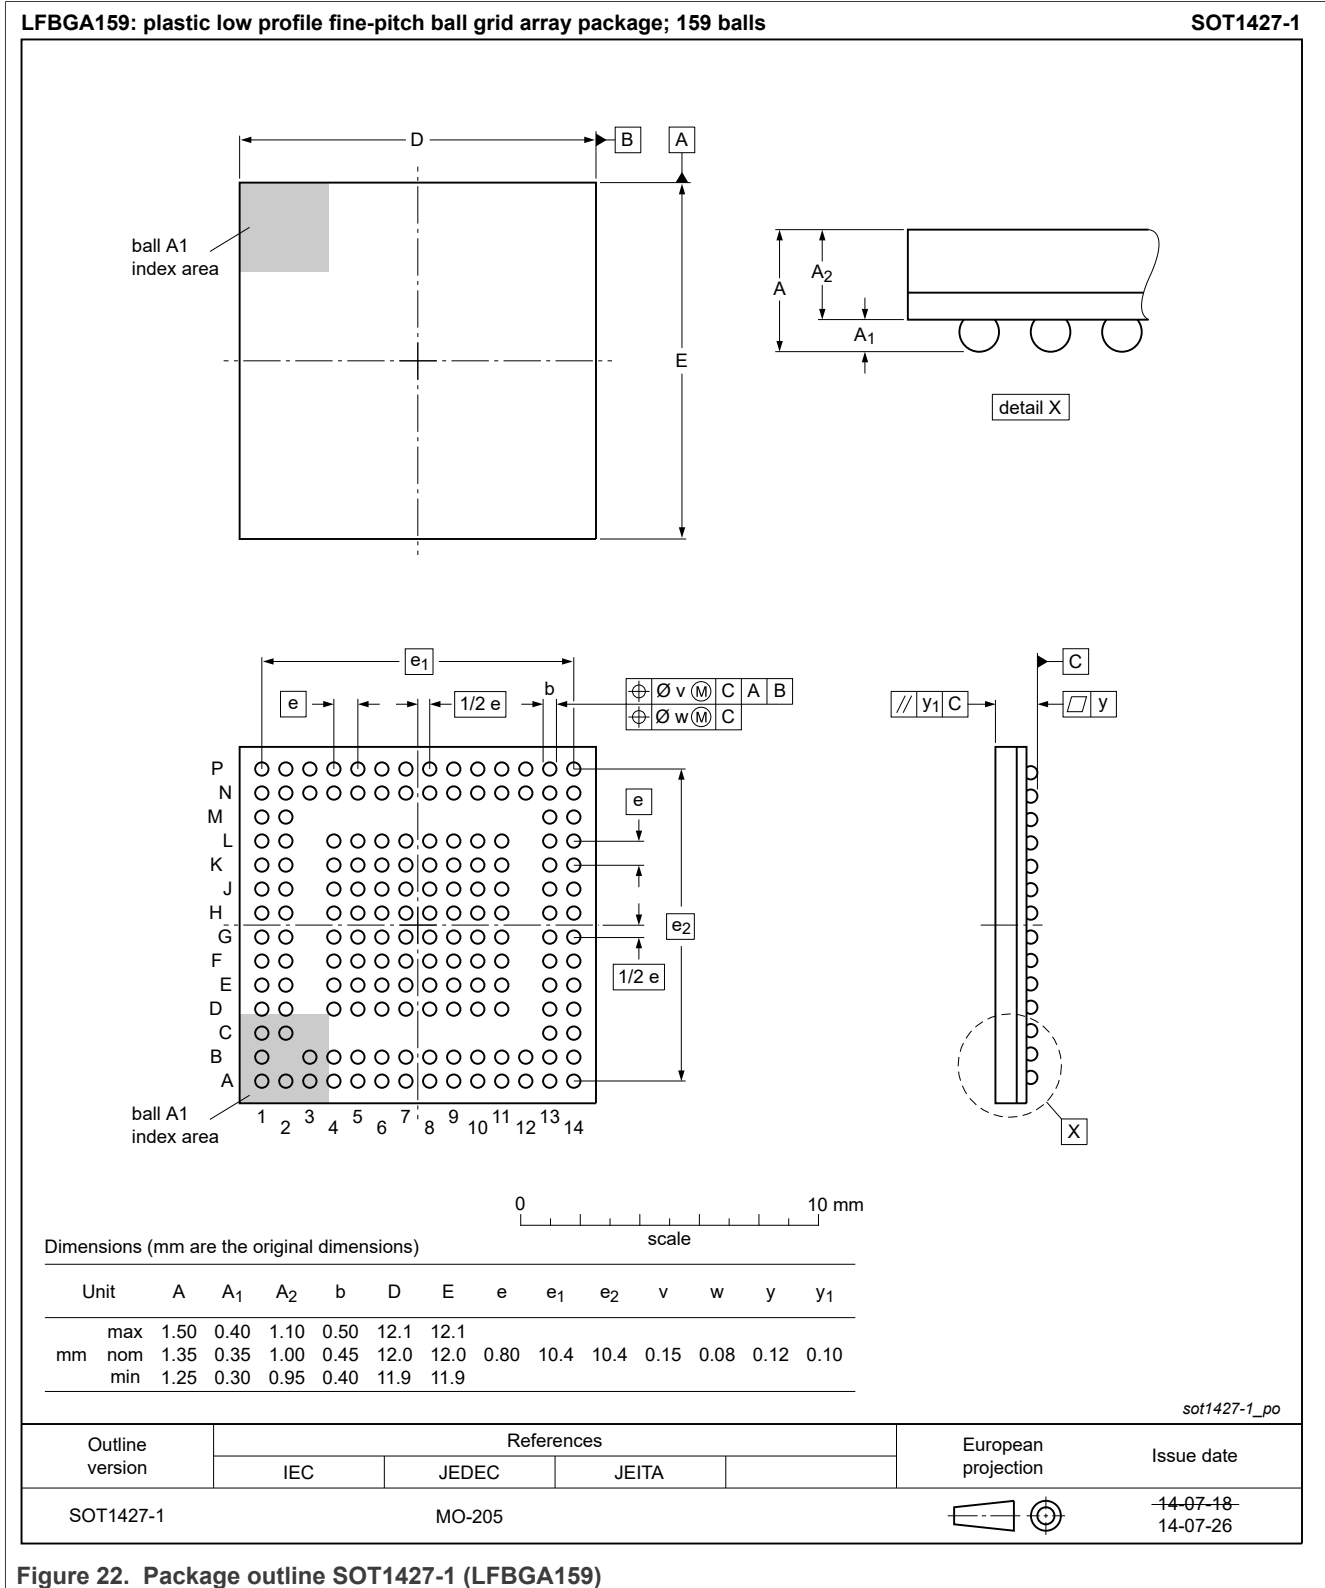 LFBGA159: plastic low profile fine-pitch ball grid array package; 159 balls SOT1427-1
D B A
ball A1
index area
E
A A2
A1
detail X
e1 C
e 1/2 e b Ø v M C A B
Ø w M C
// y1 C y
P
N
M
L
K
J
H
G
F
E
D
C
B
A
e
e2
1/2 e
X
ball A1
index area
1 2 3 4 5 6 7 8 9 10 11 12 13 14
0 10 mm
scale
Dimensions (mm are the original dimensions)
Unit A A1 A2 b D E e e1 e2 v w y y1
max 1.50 0.40 1.10 0.50 12.1 12.1
mm nom 1.35 0.35 1.00 0.45 12.0 12.0 0.80 10.4 10.4 0.15 0.08 0.12 0.10
min 1.25 0.30 0.95 0.40 11.9 11.9
sot1427-1_po
Outline
version
References
IEC JEDEC JEITA
European
projection
Issue date
SOT1427-1 MO-205
14-07-18
14-07-26
Figure 22. Package outline SOT1427-1 (LFBGA159)